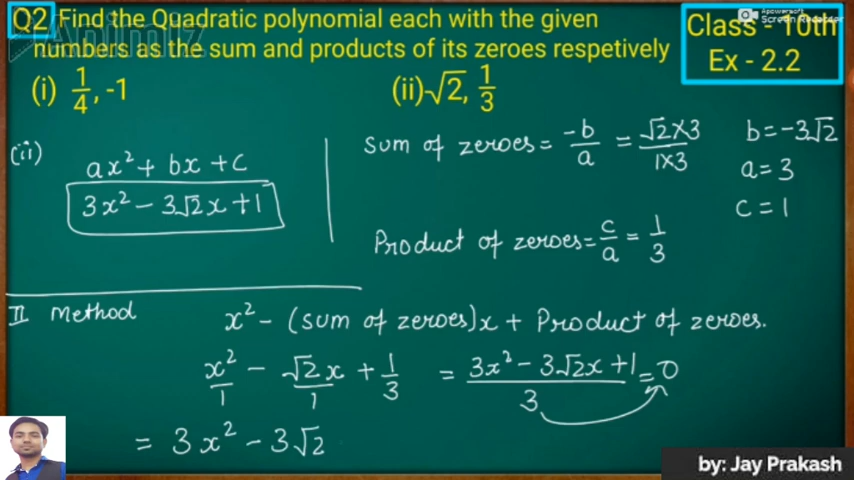 Q2 Find the Quadratic polynomial each with the given
numbers as the sum and products of its zeroes respetively
(i) 1/4, -1
(ii) √2, 1/3
Class - 10th
Ex - 2.2
Apowersoft
Screen Recorder
(ii)
ax² + bx + c
3x² - 3√2x + 1
Sum of zeroes = -b/a = √2×3/1×3
b = -3√2
a = 3
c = 1
Product of zeroes = c/a = 1/3
II Method
x² - (sum of zeroes)x + Product of zeroes.
x²/1 - √2x/1 + 1/3 = 3x² - 3√2x + 1/3 = 0
= 3x² - 3√2
by: Jay Prakash